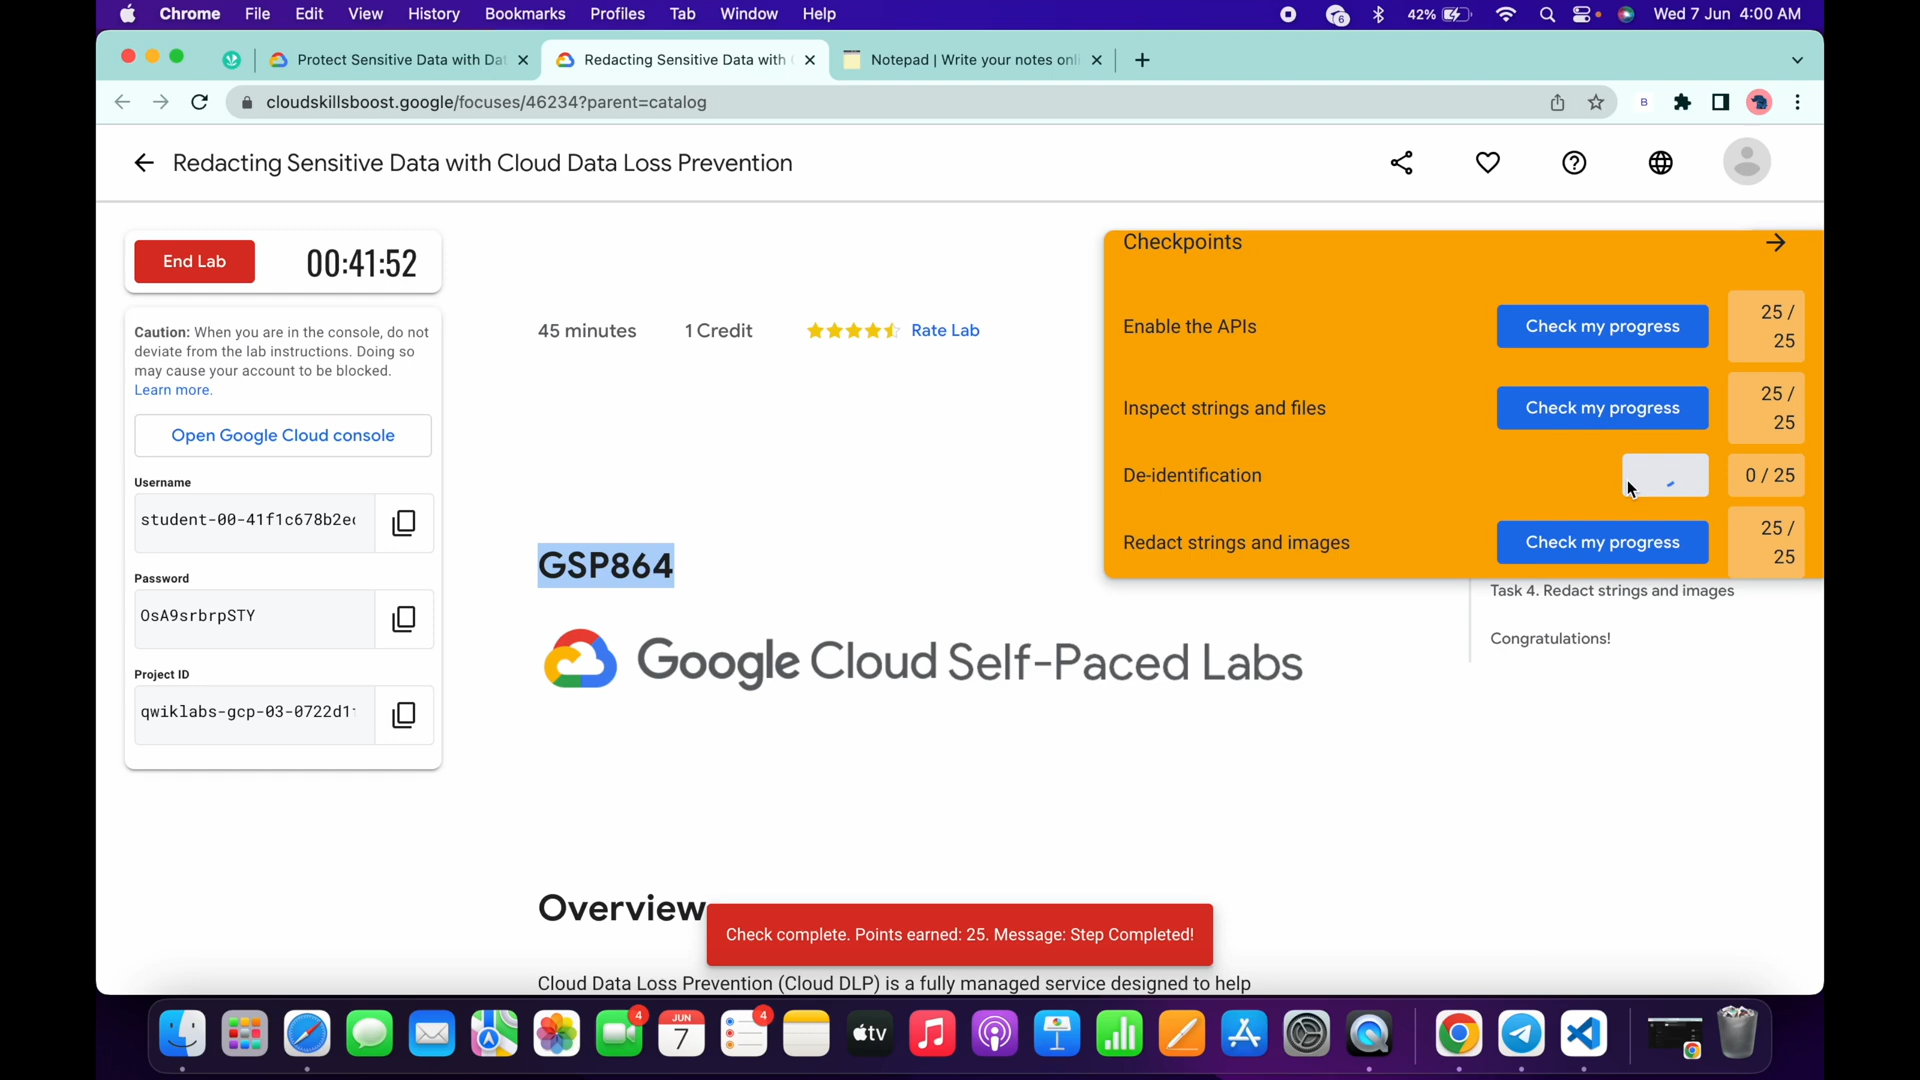 Chrome File Edit View History Bookmarks Profiles Tab Window Help
6 42% Wed 7 Jun 4:00 AM
Protect Sensitive Data with Dat
Redacting Sensitive Data with
Notepad | Write your notes onli
cloudskillsboost.google/focuses/46234?parent=catalog
B
Redacting Sensitive Data with Cloud Data Loss Prevention
End Lab 00:41:52
Caution: When you are in the console, do not
deviate from the lab instructions. Doing so
may cause your account to be blocked.
Learn more.
Open Google Cloud console
Username
student-00-41f1c678b2e
Password
OsA9srbrpSTY
Project ID
qwiklabs-gcp-03-0722d1
45 minutes 1 Credit Rate Lab
GSP864
Google Cloud Self-Paced Labs
Overview
Cloud Data Loss Prevention (Cloud DLP) is a fully managed service designed to help
Check complete. Points earned: 25. Message: Step Completed!
Checkpoints
Enable the APIs Check my progress 25 /
25
Inspect strings and files Check my progress 25 /
25
De-identification 0 / 25
Redact strings and images Check my progress 25 /
25
Task 4. Redact strings and images
Congratulations!
4 JUN 7 4 tv